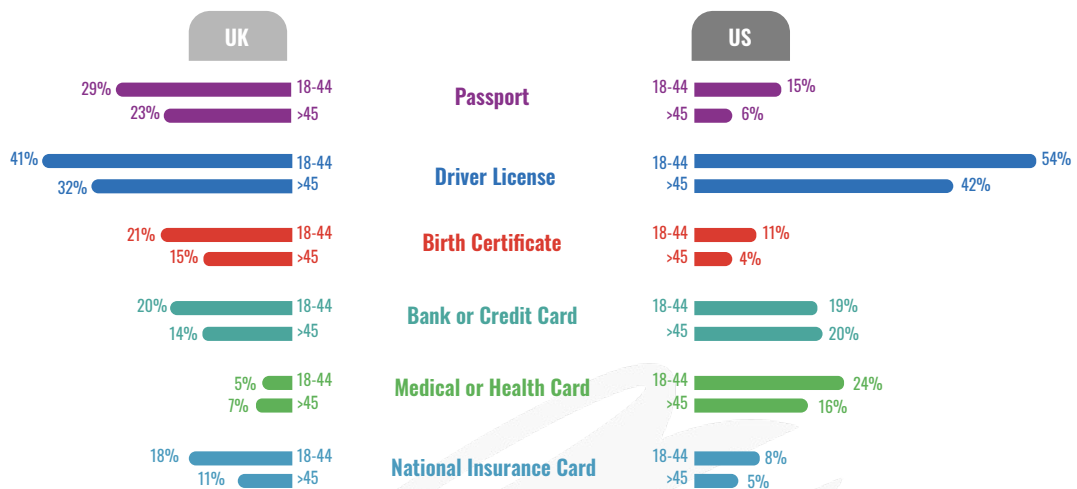 UK US
29% 18-44 Passport 18-44 15%
23% >45 >45 6%
41% 18-44 Driver License 18-44 54%
32% >45 >45 42%
21% 18-44 Birth Certificate 18-44 11%
15% >45 >45 4%
20% 18-44 Bank or Credit Card 18-44 19%
14% >45 >45 20%
5% 18-44 Medical or Health Card 18-44 24%
7% >45 >45 16%
18% 18-44 National Insurance Card 18-44 8%
11% >45 >45 5%